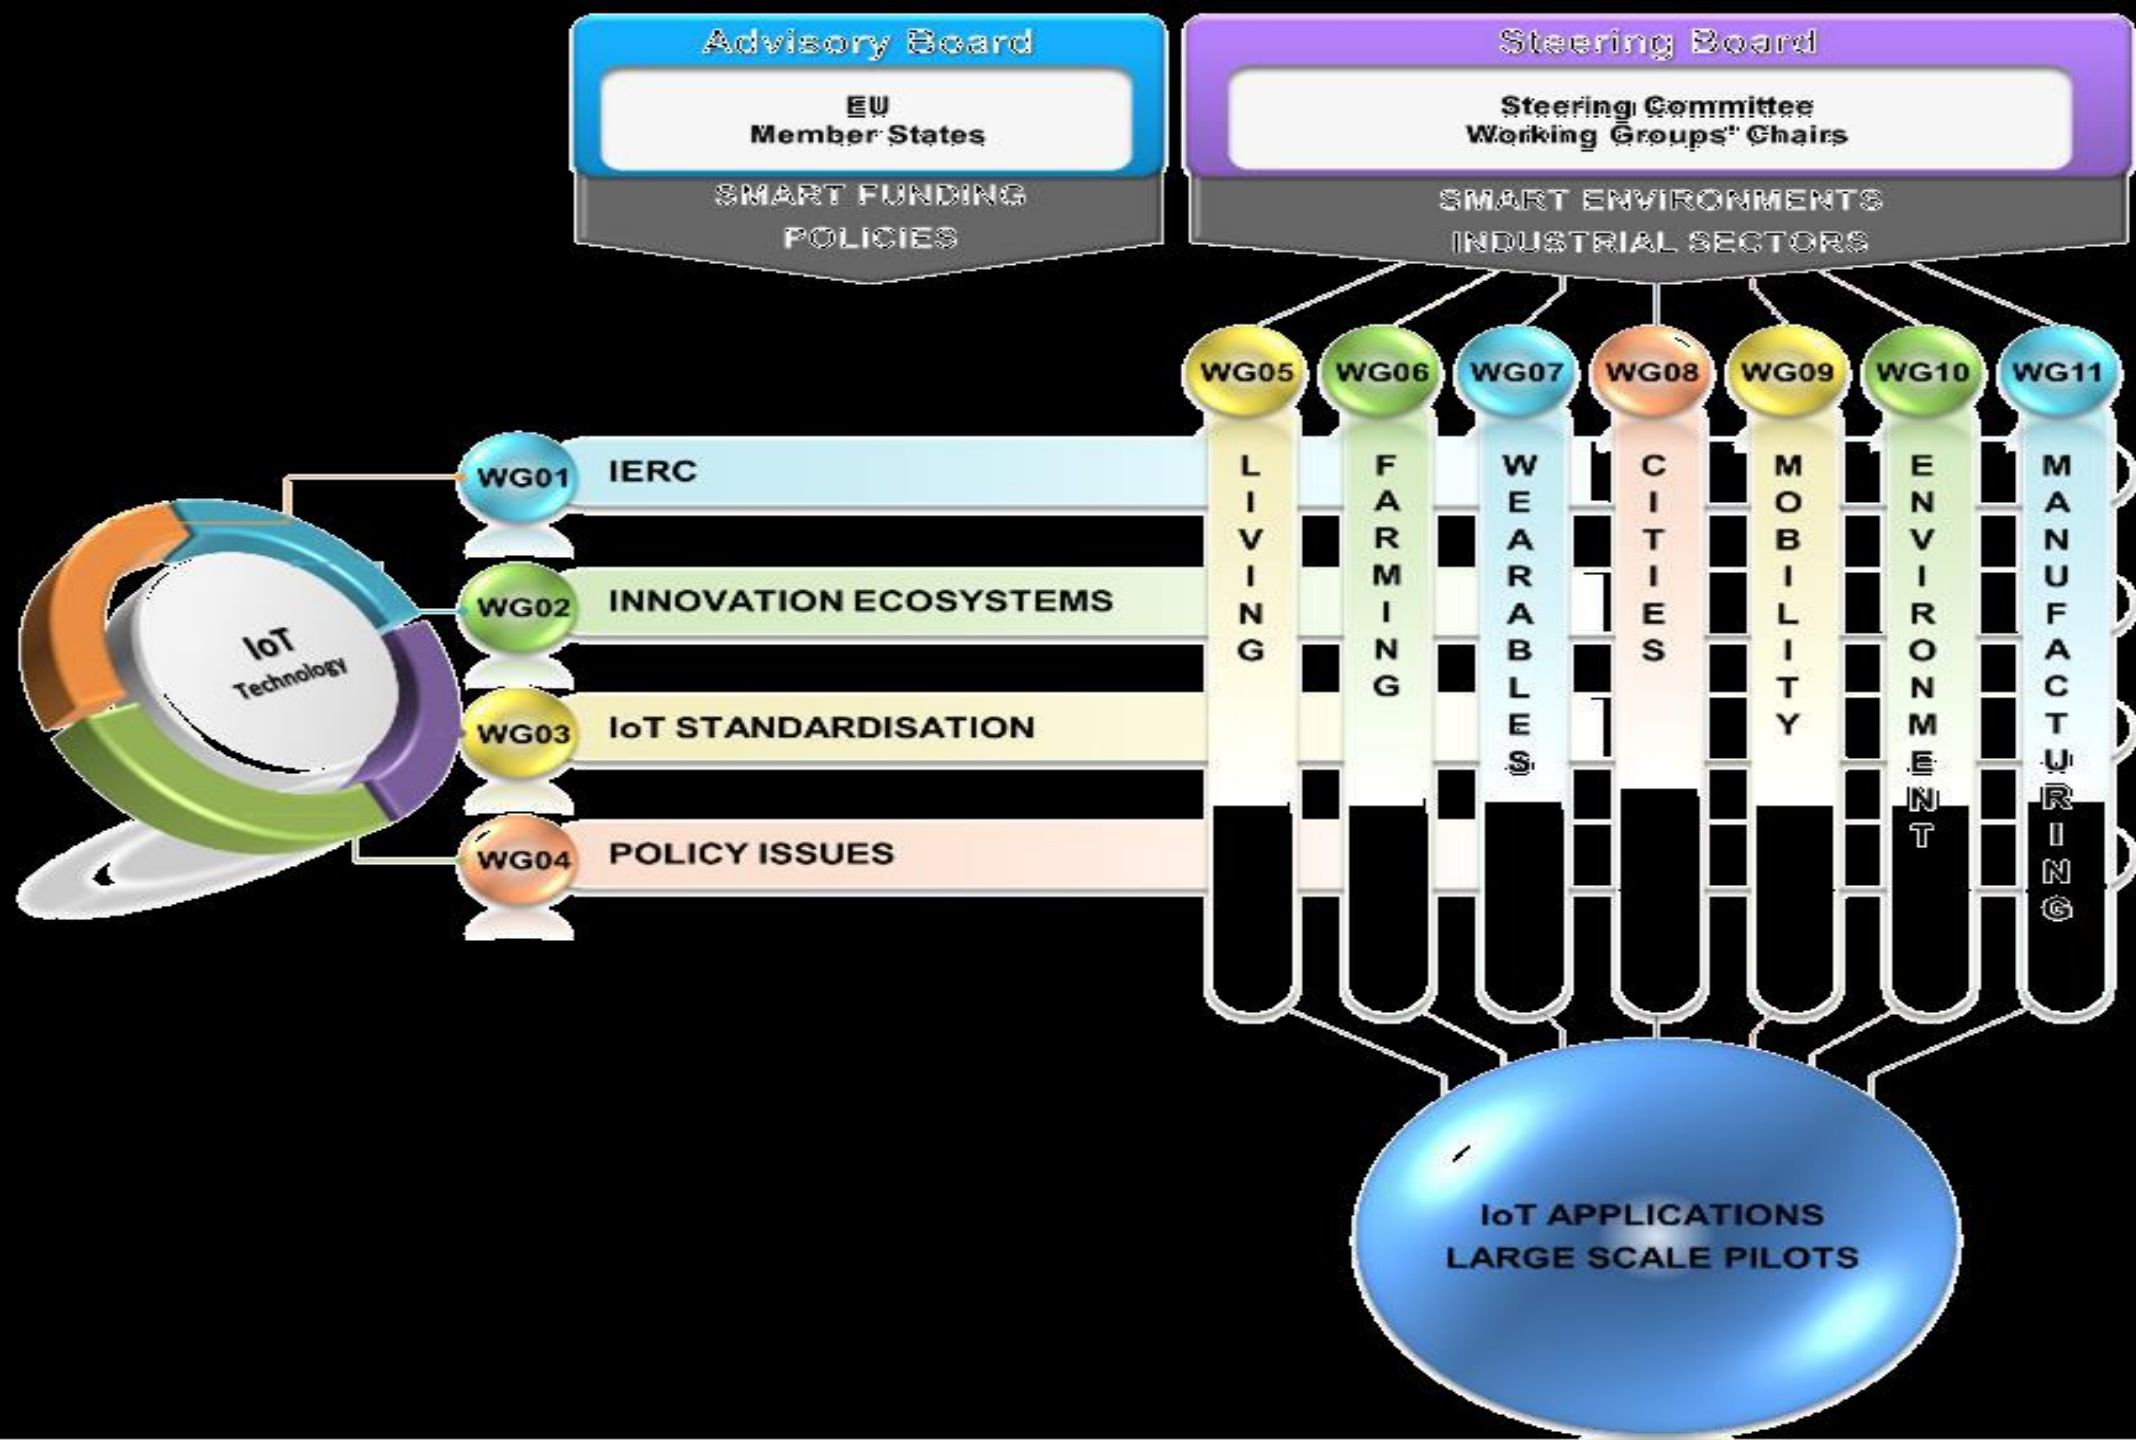 Advisory Board
EU
Member States
SMART FUNDING
POLICIES
Steering Board
Steering Committee
Working Groups' Chairs
SMART ENVIRONMENTS
INDUSTRIAL SECTORS
WG05
WG06
WG07
WG08
WG09
WG10
WG11
LIVING
FARMING
WEARABLES
CITIES
MOBILITY
ENVIRONMENT
MANUFACTURING
IoT
Technology
WG01
IERC
WG02
INNOVATION ECOSYSTEMS
WG03
IoT STANDARDISATION
WG04
POLICY ISSUES
IoT APPLICATIONS
LARGE SCALE PILOTS